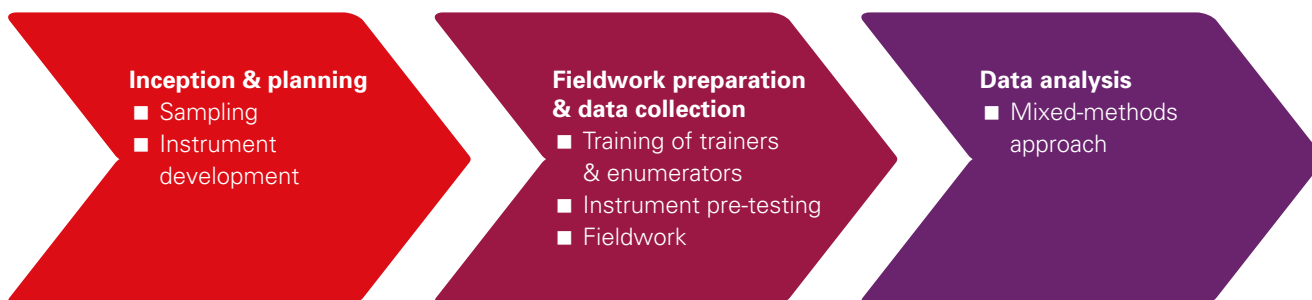 Inception & planning
■ Sampling
■ Instrument
development
Fieldwork preparation
& data collection
■ Training of trainers
& enumerators
■ Instrument pre-testing
■ Fieldwork
Data analysis
■ Mixed-methods
approach